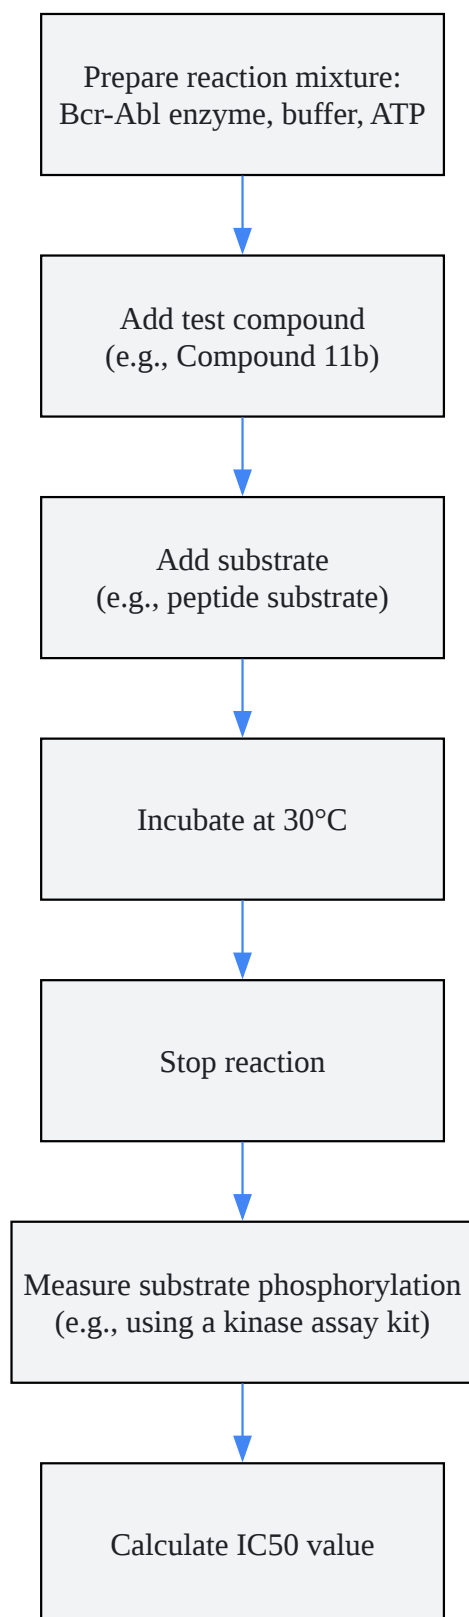 Prepare reaction mixture:
Bcr-Abl enzyme, buffer, ATP
Add test compound
(e.g., Compound 11b)
Add substrate
(e.g., peptide substrate)
Incubate at 30°C
Stop reaction
Measure substrate phosphorylation
(e.g., using a kinase assay kit)
Calculate IC50 value